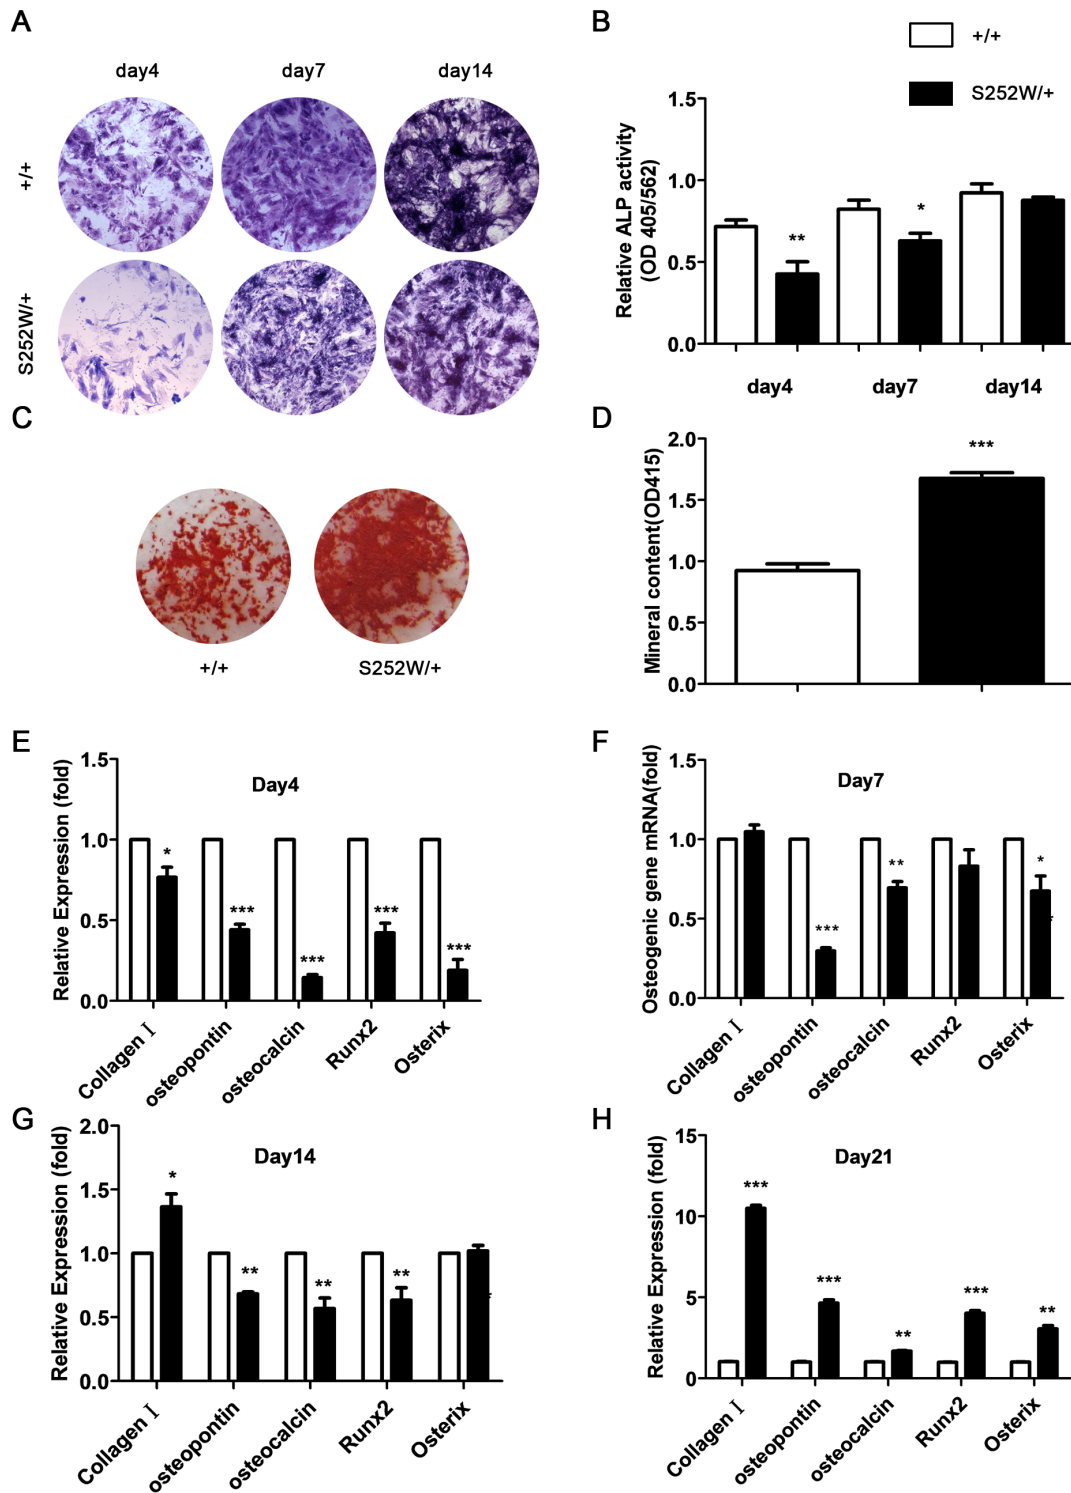 A
day4
day7
day14
+/+
S252W/+
B
+/+
S252W/+
Relative ALP activity
(OD 405/562)
1.5
1.0
0.5
0.0
**
*
day4
day7
day14
C
+/+
S252W/+
D
Mineral content(OD415)
2.0
1.5
1.0
0.5
0.0
***
E
Relative Expression (fold)
Day4
1.5
1.0
0.5
0.0
*
***
***
***
***
Collagen I
osteopontin
osteocalcin
Runx2
Osterix
F
Osteogenic gene mRNA(fold)
Day7
1.5
1.0
0.5
0.0
***
**
*
Collagen I
osteopontin
osteocalcin
Runx2
Osterix
G
Relative Expression (fold)
Day14
2.0
1.5
1.0
0.5
0.0
*
**
**
**
Collagen I
osteopontin
osteocalcin
Runx2
Osterix
H
Relative Expression (fold)
Day21
15
10
5
0
***
***
**
***
**
Collagen I
osteopontin
osteocalcin
Runx2
Osterix